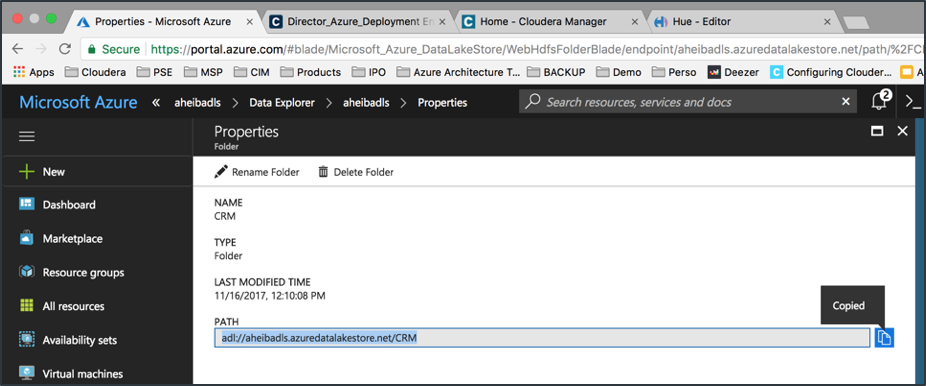 Properties - Microsoft Azure
Director_Azure_Deployment En
Home - Cloudera Manager
Hue - Editor
Secure https://portal.azure.com/#blade/Microsoft_Azure_DataLakeStore/WebHdfsFolderBlade/endpoint/aheibadls.azuredatalakestore.net/path/%2FC
Apps Cloudera PSE MSP CIM Products IPO Azure Architecture T... BACKUP Demo Perso Deezer Configuring Clouder...
Microsoft Azure « aheibadls > Data Explorer > aheibadls > Properties
Search resources, services and docs
2
Properties
Folder
New
Rename Folder
Delete Folder
Dashboard
Marketplace
Resource groups
All resources
Availability sets
Virtual machines
NAME
CRM
TYPE
Folder
LAST MODIFIED TIME
11/16/2017, 12:10:08 PM
Copied
PATH
adl://aheibadls.azuredatalakestore.net/CRM